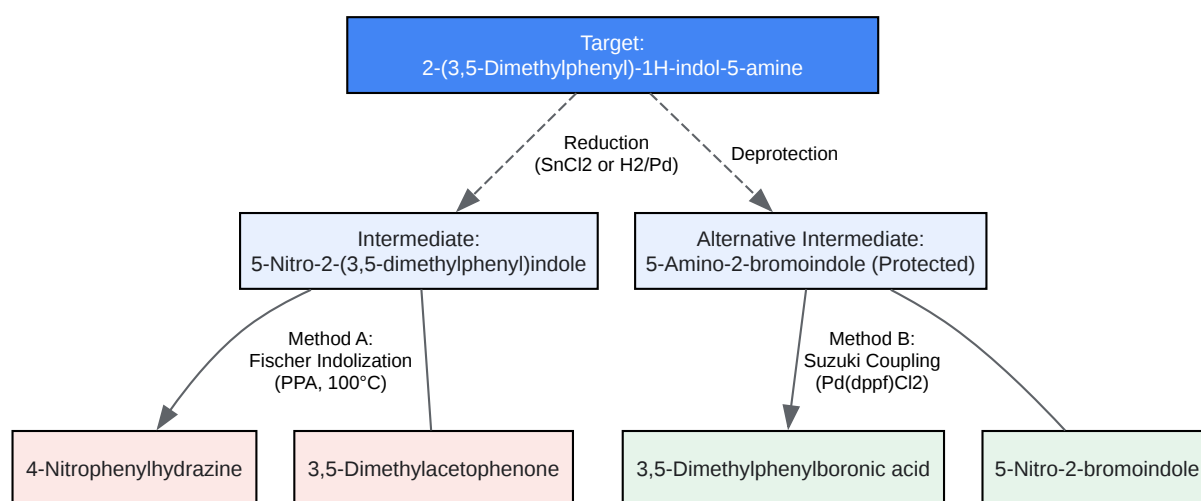 Target:
2-(3,5-Dimethylphenyl)-1H-indol-5-amine
Reduction
(SnCl2 or H2/Pd)
Deprotection
Intermediate:
5-Nitro-2-(3,5-dimethylphenyl)indole
Alternative Intermediate:
5-Amino-2-bromoindole (Protected)
Method A:
Fischer Indolization
(PPA, 100°C)
Method B:
Suzuki Coupling
(Pd(dppf)Cl2)
4-Nitrophenylhydrazine
3,5-Dimethylacetophenone
3,5-Dimethylphenylboronic acid
5-Nitro-2-bromoindole